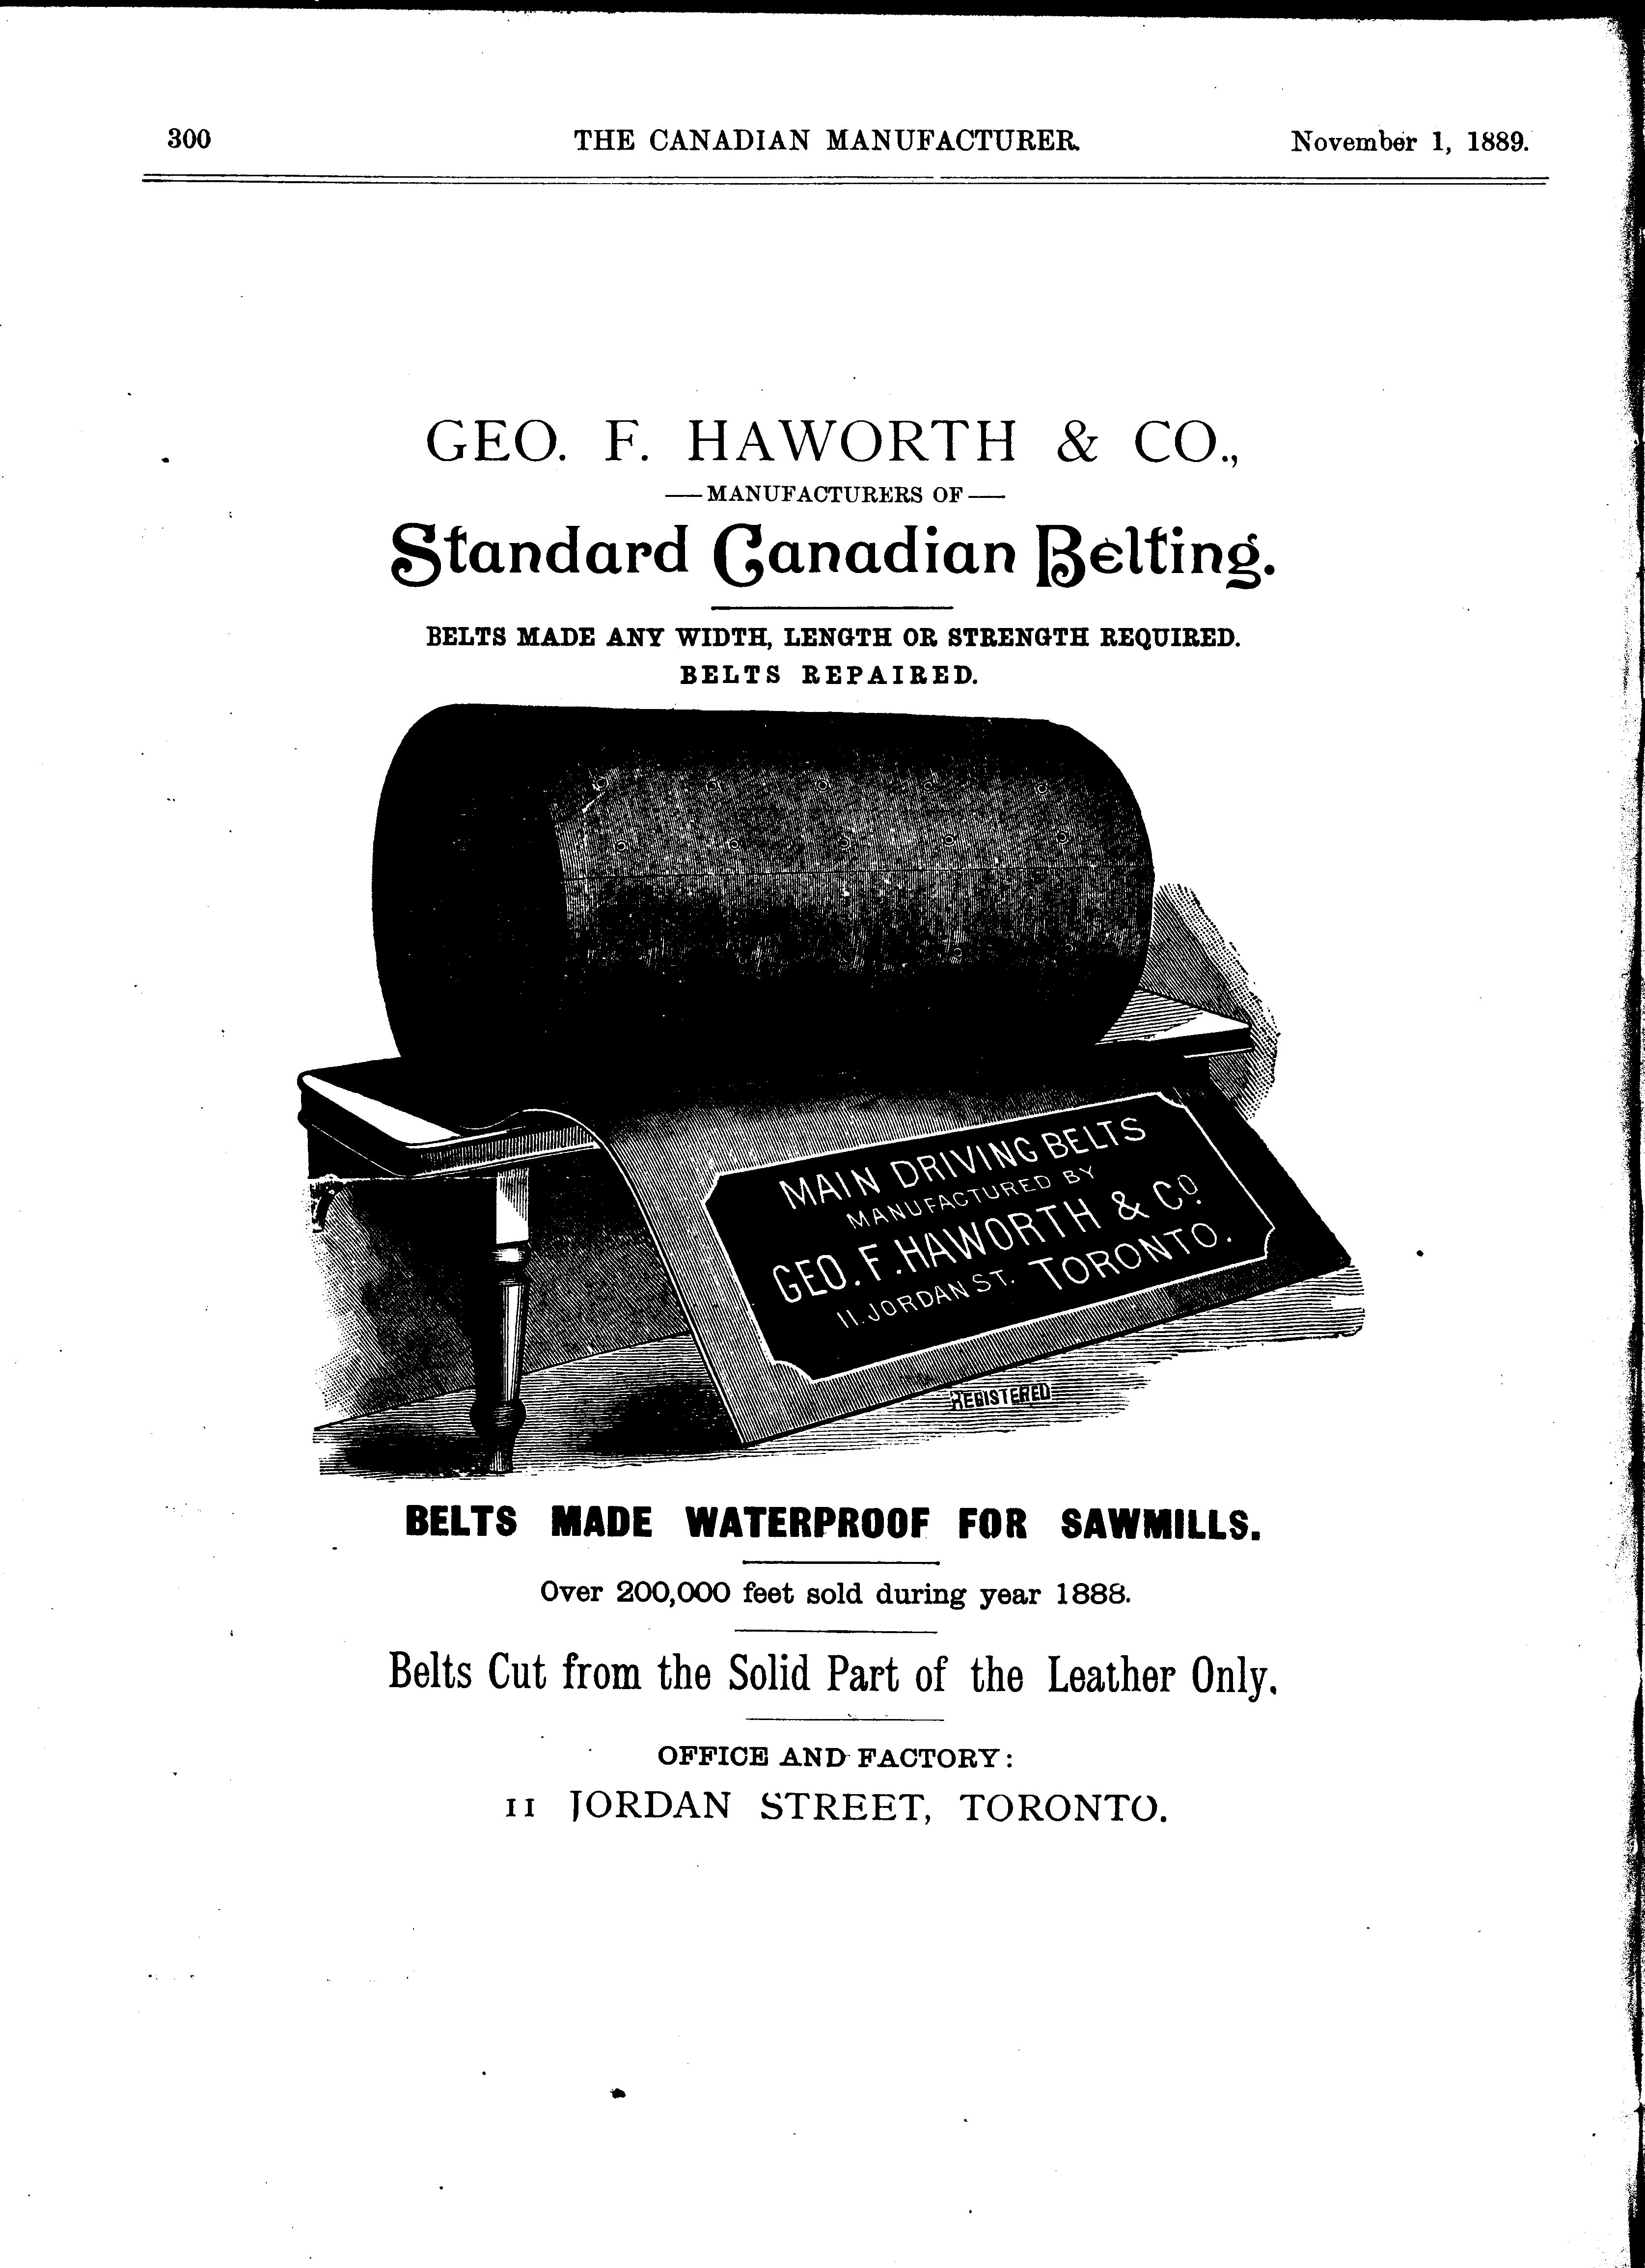 300 THE CANADIAN MANUFACTURER. November 1, 1889.
GEO. F. HAWORTH & CO.,
— MANUFACTURERS OF —
Standard Canadian Belting.
BELTS MADE ANY WIDTH, LENGTH OR STRENGTH REQUIRED.
BELTS REPAIRED.
MAIN DRIVING BELTS
MANUFACTURED BY
GEO. F. HAWORTH & CO.
11. JORDAN ST. TORONTO.
REGISTERED
BELTS MADE WATERPROOF FOR SAWMILLS.
Over 200,000 feet sold during year 1888.
Belts Cut from the Solid Part of the Leather Only.
OFFICE AND FACTORY:
11 JORDAN STREET, TORONTO.